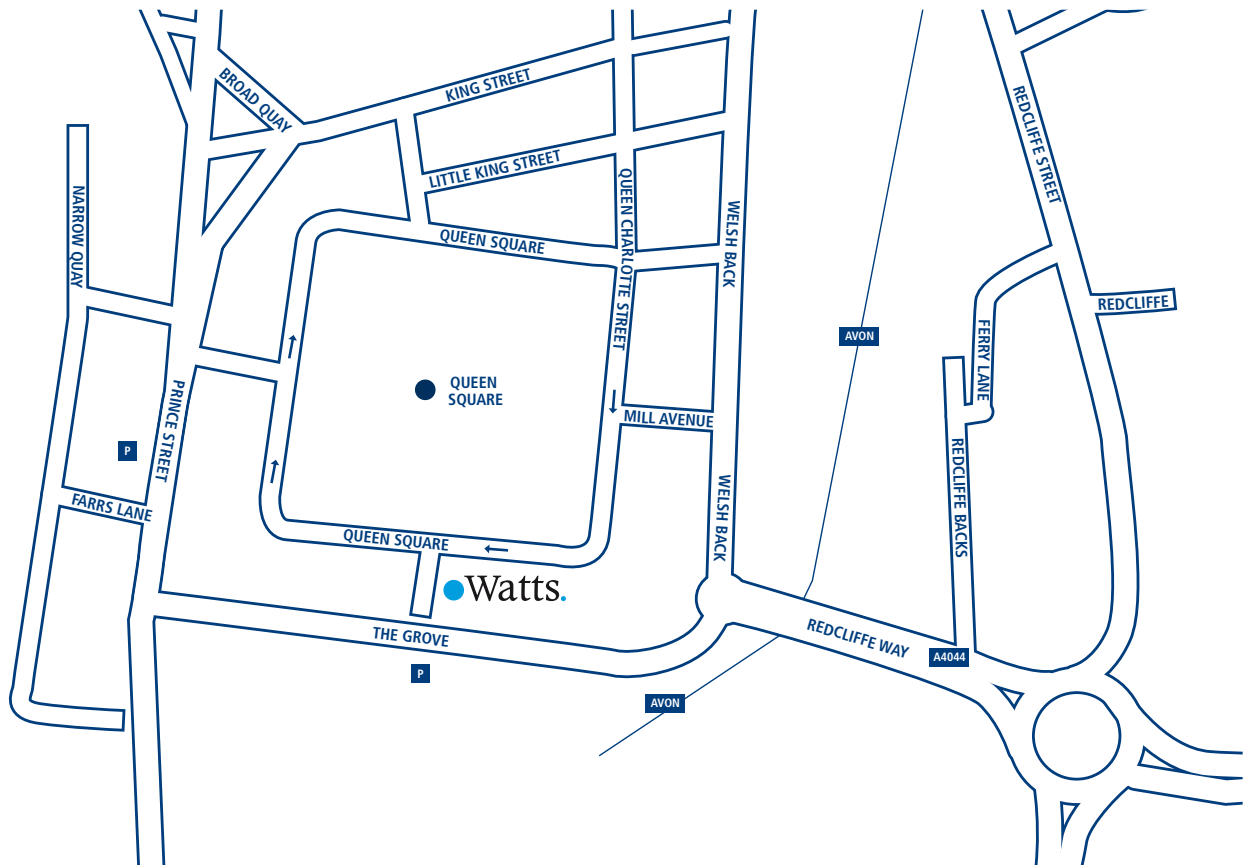 BROAD QUAY
KING STREET
REDCLIFFE STREET
LITTLE KING STREET
NARROW QUAY
QUEEN CHARLOTTE STREET
WELSH BACK
QUEEN SQUARE
REDCLIFFE
AVON
FERRY LANE
PRINCE STREET
QUEEN
SQUARE
MILL AVENUE
P
REDCLIFFE BACKS
FARRS LANE
WELSH BACK
QUEEN SQUARE
Watts.
THE GROVE
REDCLIFFE WAY
A4044
P
AVON